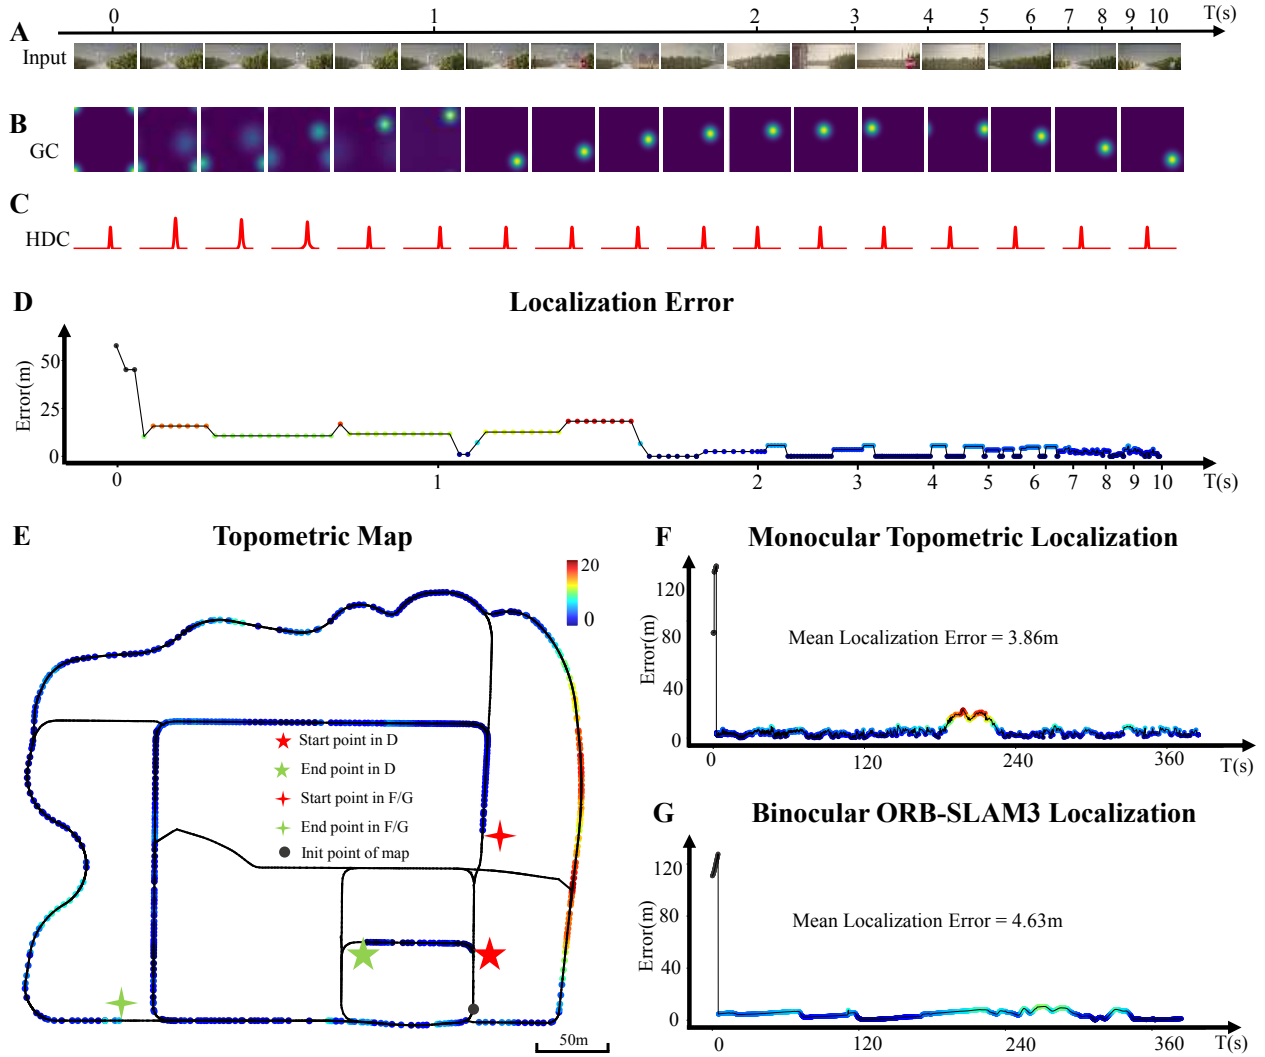 0 1 2 3 4 5 6 7 8 9 10 T(s)
A
Input
B
GC
C
HDC
D Localization Error
Error(m)
50
25
0
0 1 2 3 4 5 6 7 8 9 10 T(s)
E Topometric Map
20
0
Start point in D
End point in D
Start point in F/G
End point in F/G
Init point of map
50m
F Monocular Topometric Localization
Error(m)
120
80
40
0
Mean Localization Error = 3.86m
0 120 240 360 T(s)
G Binocular ORB-SLAM3 Localization
Error(m)
120
80
40
0
Mean Localization Error = 4.63m
0 120 240 360 T(s)